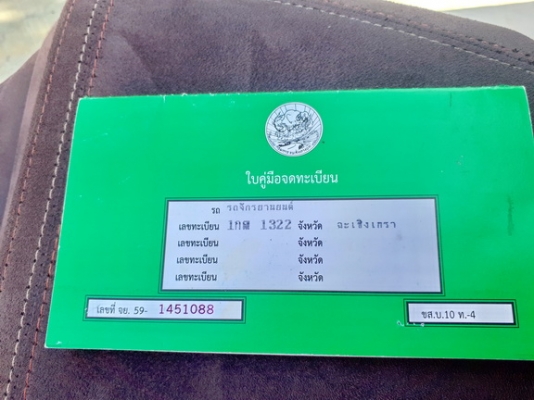 ใบคู่มือจดทะเบียน
รถ รถจักรยานยนต์
เลขทะเบียน 1กส 1322 จังหวัด ฉะเชิงเทรา
เลขทะเบียน จังหวัด
เลขทะเบียน จังหวัด
เลขทะเบียน จังหวัด
เลขที่ จย. 59- 1451088
ขส.บ.10 ท.-4